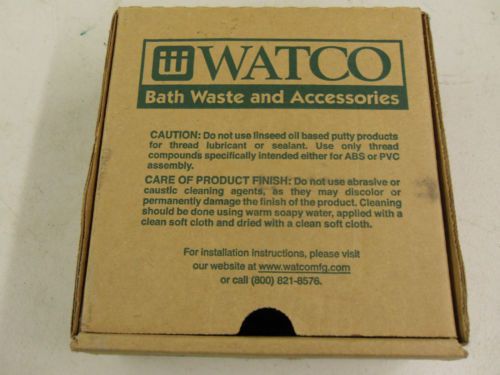 WATCO
Bath Waste and Accessories
CAUTION: Do not use linseed oil based putty products
for thread lubricant or sealant. Use only thread
compounds specifically intended either for ABS or PVC
assembly.
CARE OF PRODUCT FINISH: Do not use abrasive or
caustic cleaning agents, as they may discolor or
permanently damage the finish of the product. Cleaning
should be done using warm soapy water, applied with a
clean soft cloth and dried with a clean soft cloth.
For installation instructions, please visit
our website at www.watcomfg.com
or call (800) 821-8576.